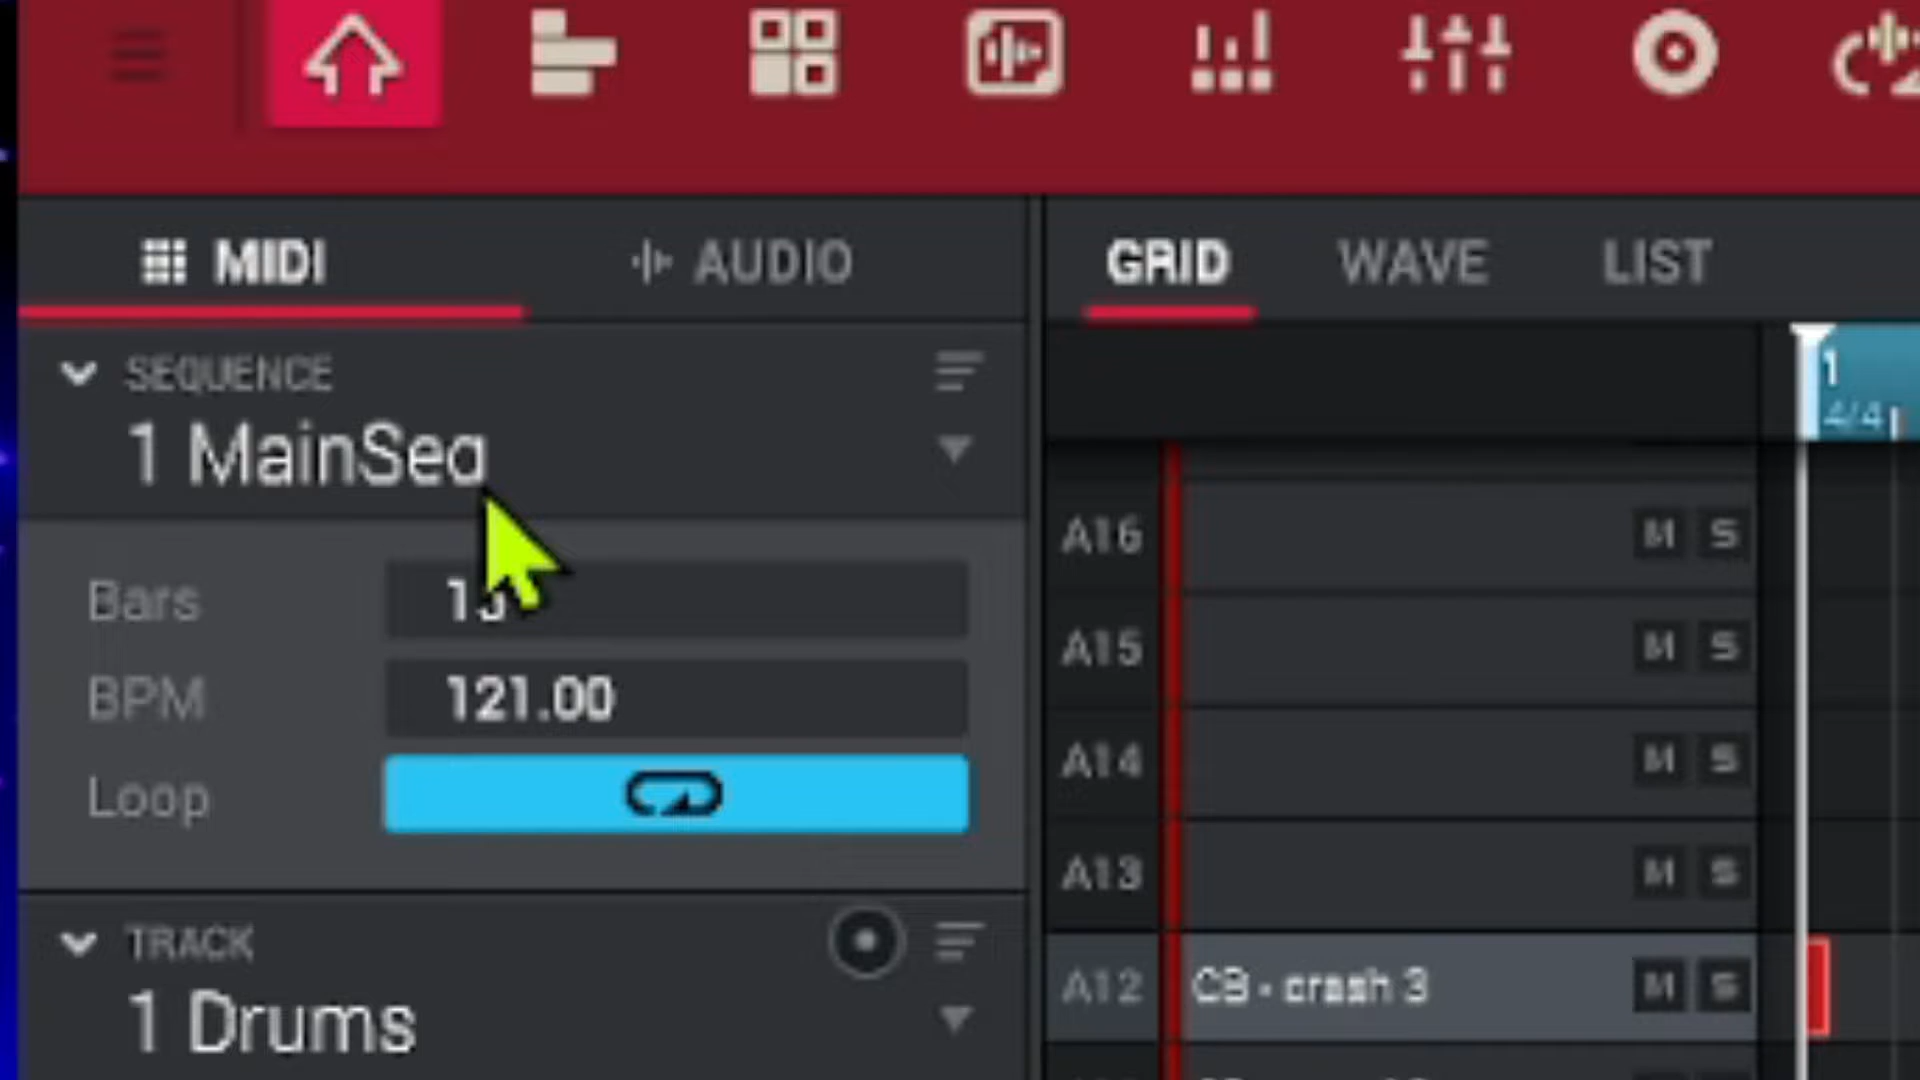 MIDI AUDIO GRID WAVE LIST
SEQUENCE
1 MainSeq
1
4/4
Bars
BPM 121.00
Loop
TRACK
1 Drums
A16 M S
A15 M S
A14 M S
A13 M S
A12 CB - crash 3 M S